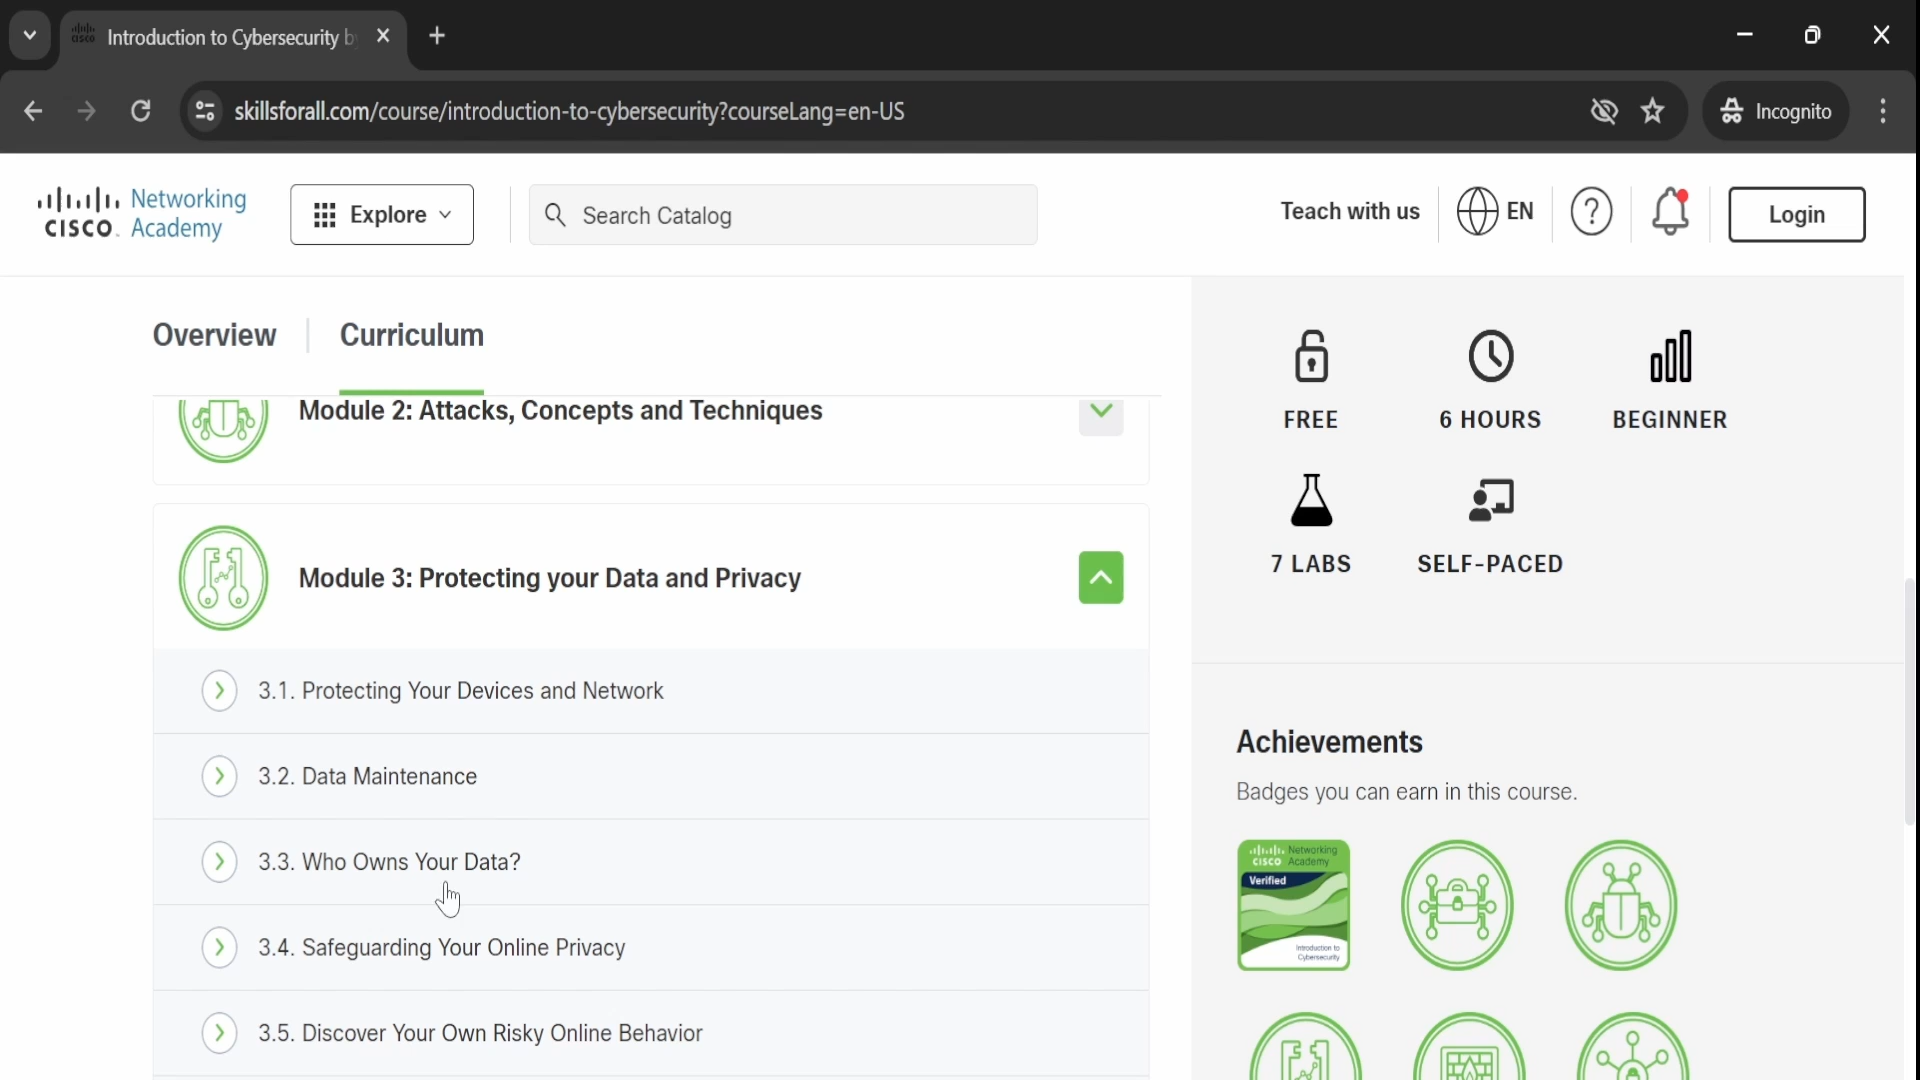 Introduction to Cybersecurity b
skillsforall.com/course/introduction-to-cybersecurity?courseLang=en-US
Incognito
CISCO Networking Academy
Explore
Search Catalog
Teach with us
EN
Login
Overview
Curriculum
Module 2: Attacks, Concepts and Techniques
Module 3: Protecting your Data and Privacy
3.1. Protecting Your Devices and Network
3.2. Data Maintenance
3.3. Who Owns Your Data?
3.4. Safeguarding Your Online Privacy
3.5. Discover Your Own Risky Online Behavior
FREE
6 HOURS
BEGINNER
7 LABS
SELF-PACED
Achievements
Badges you can earn in this course.
CISCO Networking Academy
Verified
Introduction to
Cybersecurity